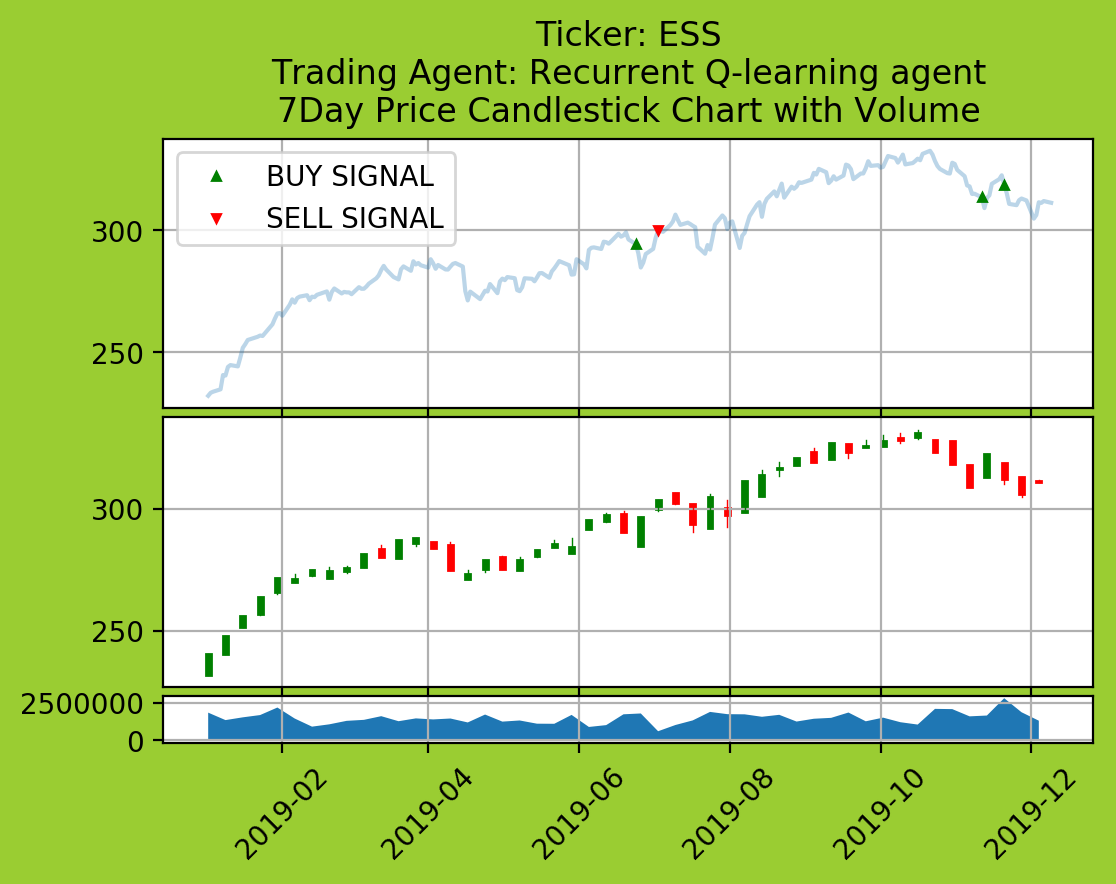 Ticker: ESS
Trading Agent: Recurrent Q-learning agent
7Day Price Candlestick Chart with Volume
BUY SIGNAL
SELL SIGNAL
300
250
300
250
2500000
0
2019-02
2019-04
2019-06
2019-08
2019-10
2019-12